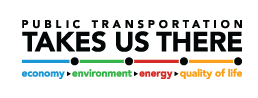 PUBLIC TRANSPORTATION
TAKES US THERE
economy ▸ environment ▸ energy ▸ quality of life